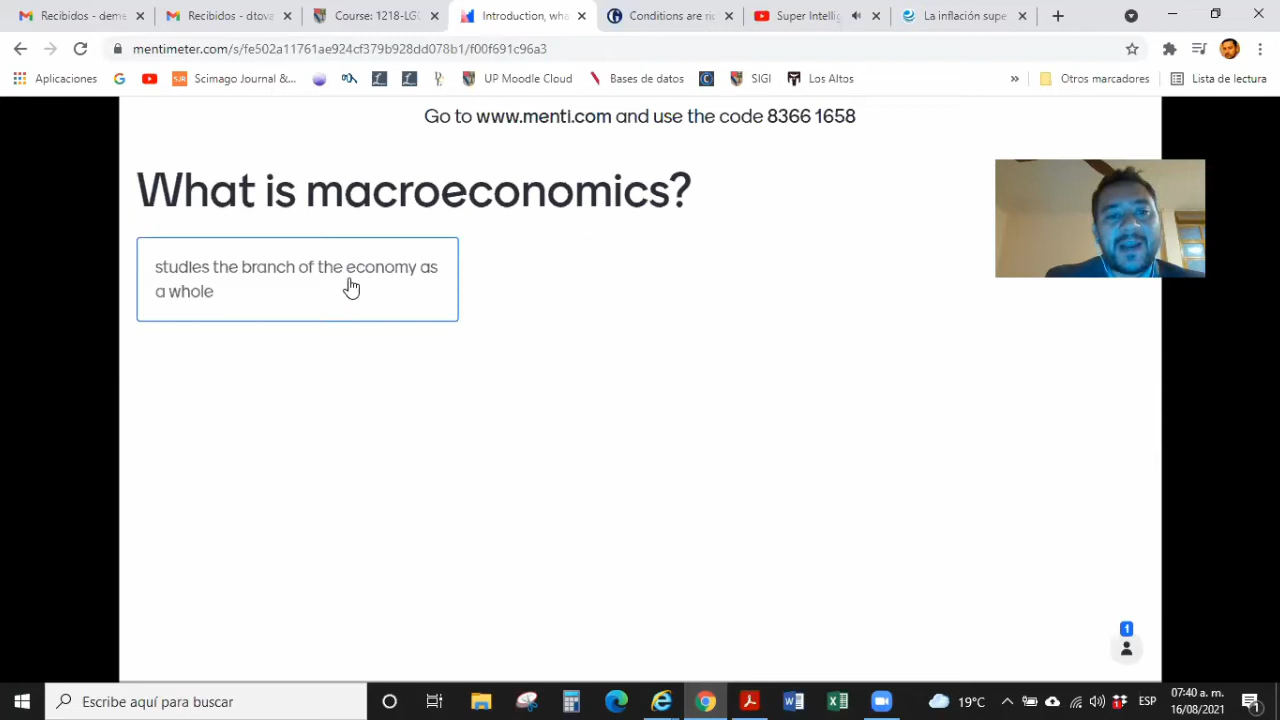 Recibidos - deme
Recibidos - dtova
Course: 1218-LG
Introduction, wha
Conditions are ri
Super Intellig
La inflación supe
mentimeter.com/s/fe502a11761ae924cf379b928dd078b1/f00f691c96a3
Aplicaciones
SJR
Scimago Journal &...
UP Moodle Cloud
Bases de datos
SIGI
Los Altos
»
Otros marcadores
Lista de lectura
Go to www.menti.com and use the code 8366 1658
What is macroeconomics?
studies the branch of the economy as
a whole
1
Escribe aquí para buscar
19°C
ESP
07:40 a. m.
16/08/2021
1